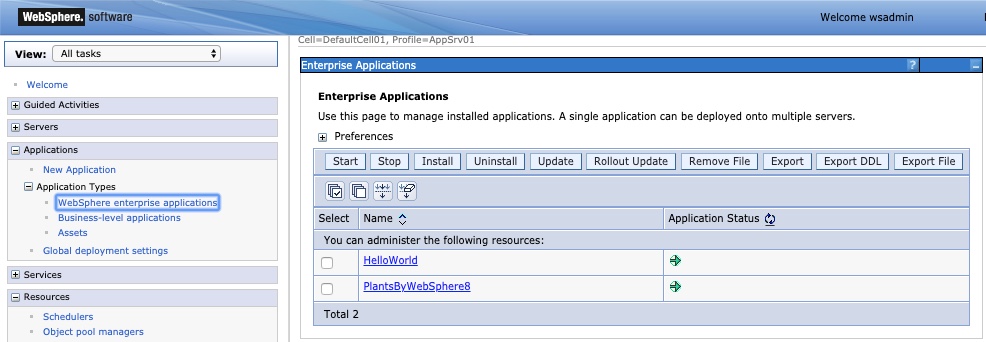 WebSphere. software
Welcome wsadmin
View: All tasks
Welcome
Guided Activities
Servers
Applications
New Application
Application Types
WebSphere enterprise applications
Business-level applications
Assets
Global deployment settings
Services
Resources
Schedulers
Object pool managers
Cell=DefaultCell01, Profile=AppSrv01
Enterprise Applications ?
Enterprise Applications
Use this page to manage installed applications. A single application can be deployed onto multiple servers.
Preferences
Start Stop Install Uninstall Update Rollout Update Remove File Export Export DDL Export File
Select Name Application Status
You can administer the following resources:
HelloWorld
PlantsByWebSphere8
Total 2